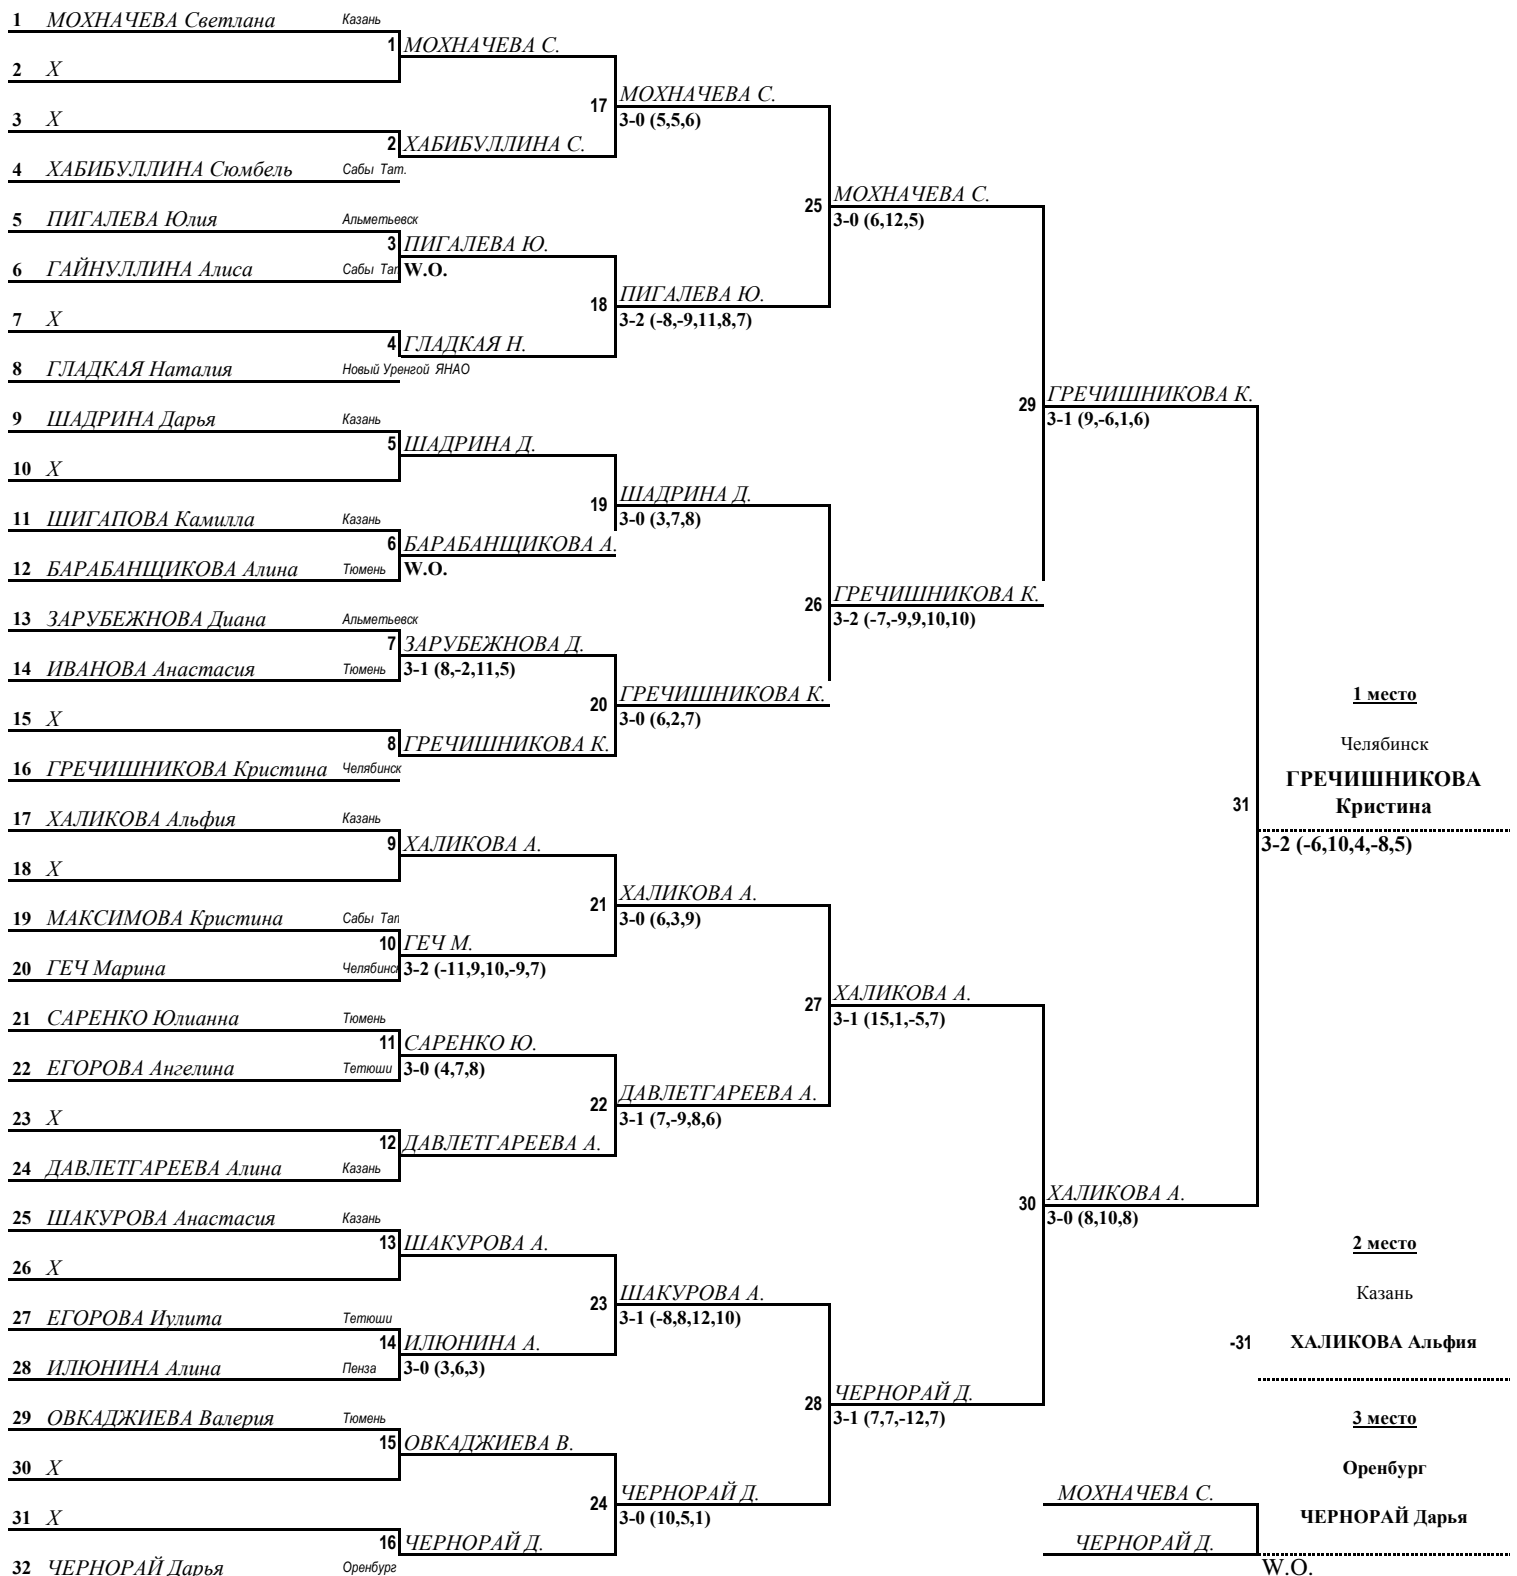 1 МОХНАЧЕВА Светлана Казань
1 МОХНАЧЕВА С.
2 X
17 МОХНАЧЕВА С.
3-0 (5,5,6)
3 X
2 ХАБИБУЛЛИНА С.
4 ХАБИБУЛЛИНА Сюмбель Сабы Тат.
25 МОХНАЧЕВА С.
3-0 (6,12,5)
5 ПИГАЛЕВА Юлия Альметьевск
3 ПИГАЛЕВА Ю.
6 ГАЙНУЛЛИНА Алиса Сабы Тат W.O.
18 ПИГАЛЕВА Ю.
3-2 (-8,-9,11,8,7)
7 X
4 ГЛАДКАЯ Н.
8 ГЛАДКАЯ Наталия Новый Уренгой ЯНАО
29 ГРЕЧИШНИКОВА К.
3-1 (9,-6,1,6)
9 ШАДРИНА Дарья Казань
5 ШАДРИНА Д.
10 X
19 ШАДРИНА Д.
3-0 (3,7,8)
11 ШИГАПОВА Камилла Казань
6 БАРАБАНЩИКОВА А.
12 БАРАБАНЩИКОВА Алина Тюмень W.O.
26 ГРЕЧИШНИКОВА К.
3-2 (-7,-9,9,10,10)
13 ЗАРУБЕЖНОВА Диана Альметьевск
7 ЗАРУБЕЖНОВА Д.
14 ИВАНОВА Анастасия Тюмень 3-1 (8,-2,11,5)
20 ГРЕЧИШНИКОВА К.
3-0 (6,2,7)
1 место
15 X
8 ГРЕЧИШНИКОВА К.
Челябинск
16 ГРЕЧИШНИКОВА Кристина Челябинск
ГРЕЧИШНИКОВА
31 Кристина
3-2 (-6,10,4,-8,5)
17 ХАЛИКОВА Альфия Казань
9 ХАЛИКОВА А.
18 X
21 ХАЛИКОВА А.
3-0 (6,3,9)
19 МАКСИМОВА Кристина Сабы Тат
10 ГЕЧ М.
20 ГЕЧ Марина Челябинск 3-2 (-11,9,10,-9,7)
27 ХАЛИКОВА А.
3-1 (15,1,-5,7)
21 САРЕНКО Юлианна Тюмень
11 САРЕНКО Ю.
22 ЕГОРОВА Ангелина Тетюши 3-0 (4,7,8)
22 ДАВЛЕТГАРЕЕВА А.
3-1 (7,-9,8,6)
23 X
12 ДАВЛЕТГАРЕЕВА А.
24 ДАВЛЕТГАРЕЕВА Алина Казань
30 ХАЛИКОВА А.
3-0 (8,10,8)
25 ШАКУРОВА Анастасия Казань
13 ШАКУРОВА А.
2 место
26 X
23 ШАКУРОВА А.
3-1 (-8,8,12,10)
Казань
27 ЕГОРОВА Иулита Тетюши
14 ИЛЮНИНА А.
-31 ХАЛИКОВА Альфия
28 ИЛЮНИНА Алина Пенза 3-0 (3,6,3)
28 ЧЕРНОРАЙ Д.
3-1 (7,7,-12,7)
29 ОВКАДЖИЕВА Валерия Тюмень
3 место
15 ОВКАДЖИЕВА В.
30 X
Оренбург
24 ЧЕРНОРАЙ Д.
3-0 (10,5,1)
МОХНАЧЕВА С.
31 X
ЧЕРНОРАЙ Дарья
16 ЧЕРНОРАЙ Д.
ЧЕРНОРАЙ Д.
32 ЧЕРНОРАЙ Дарья Оренбург
W.O.